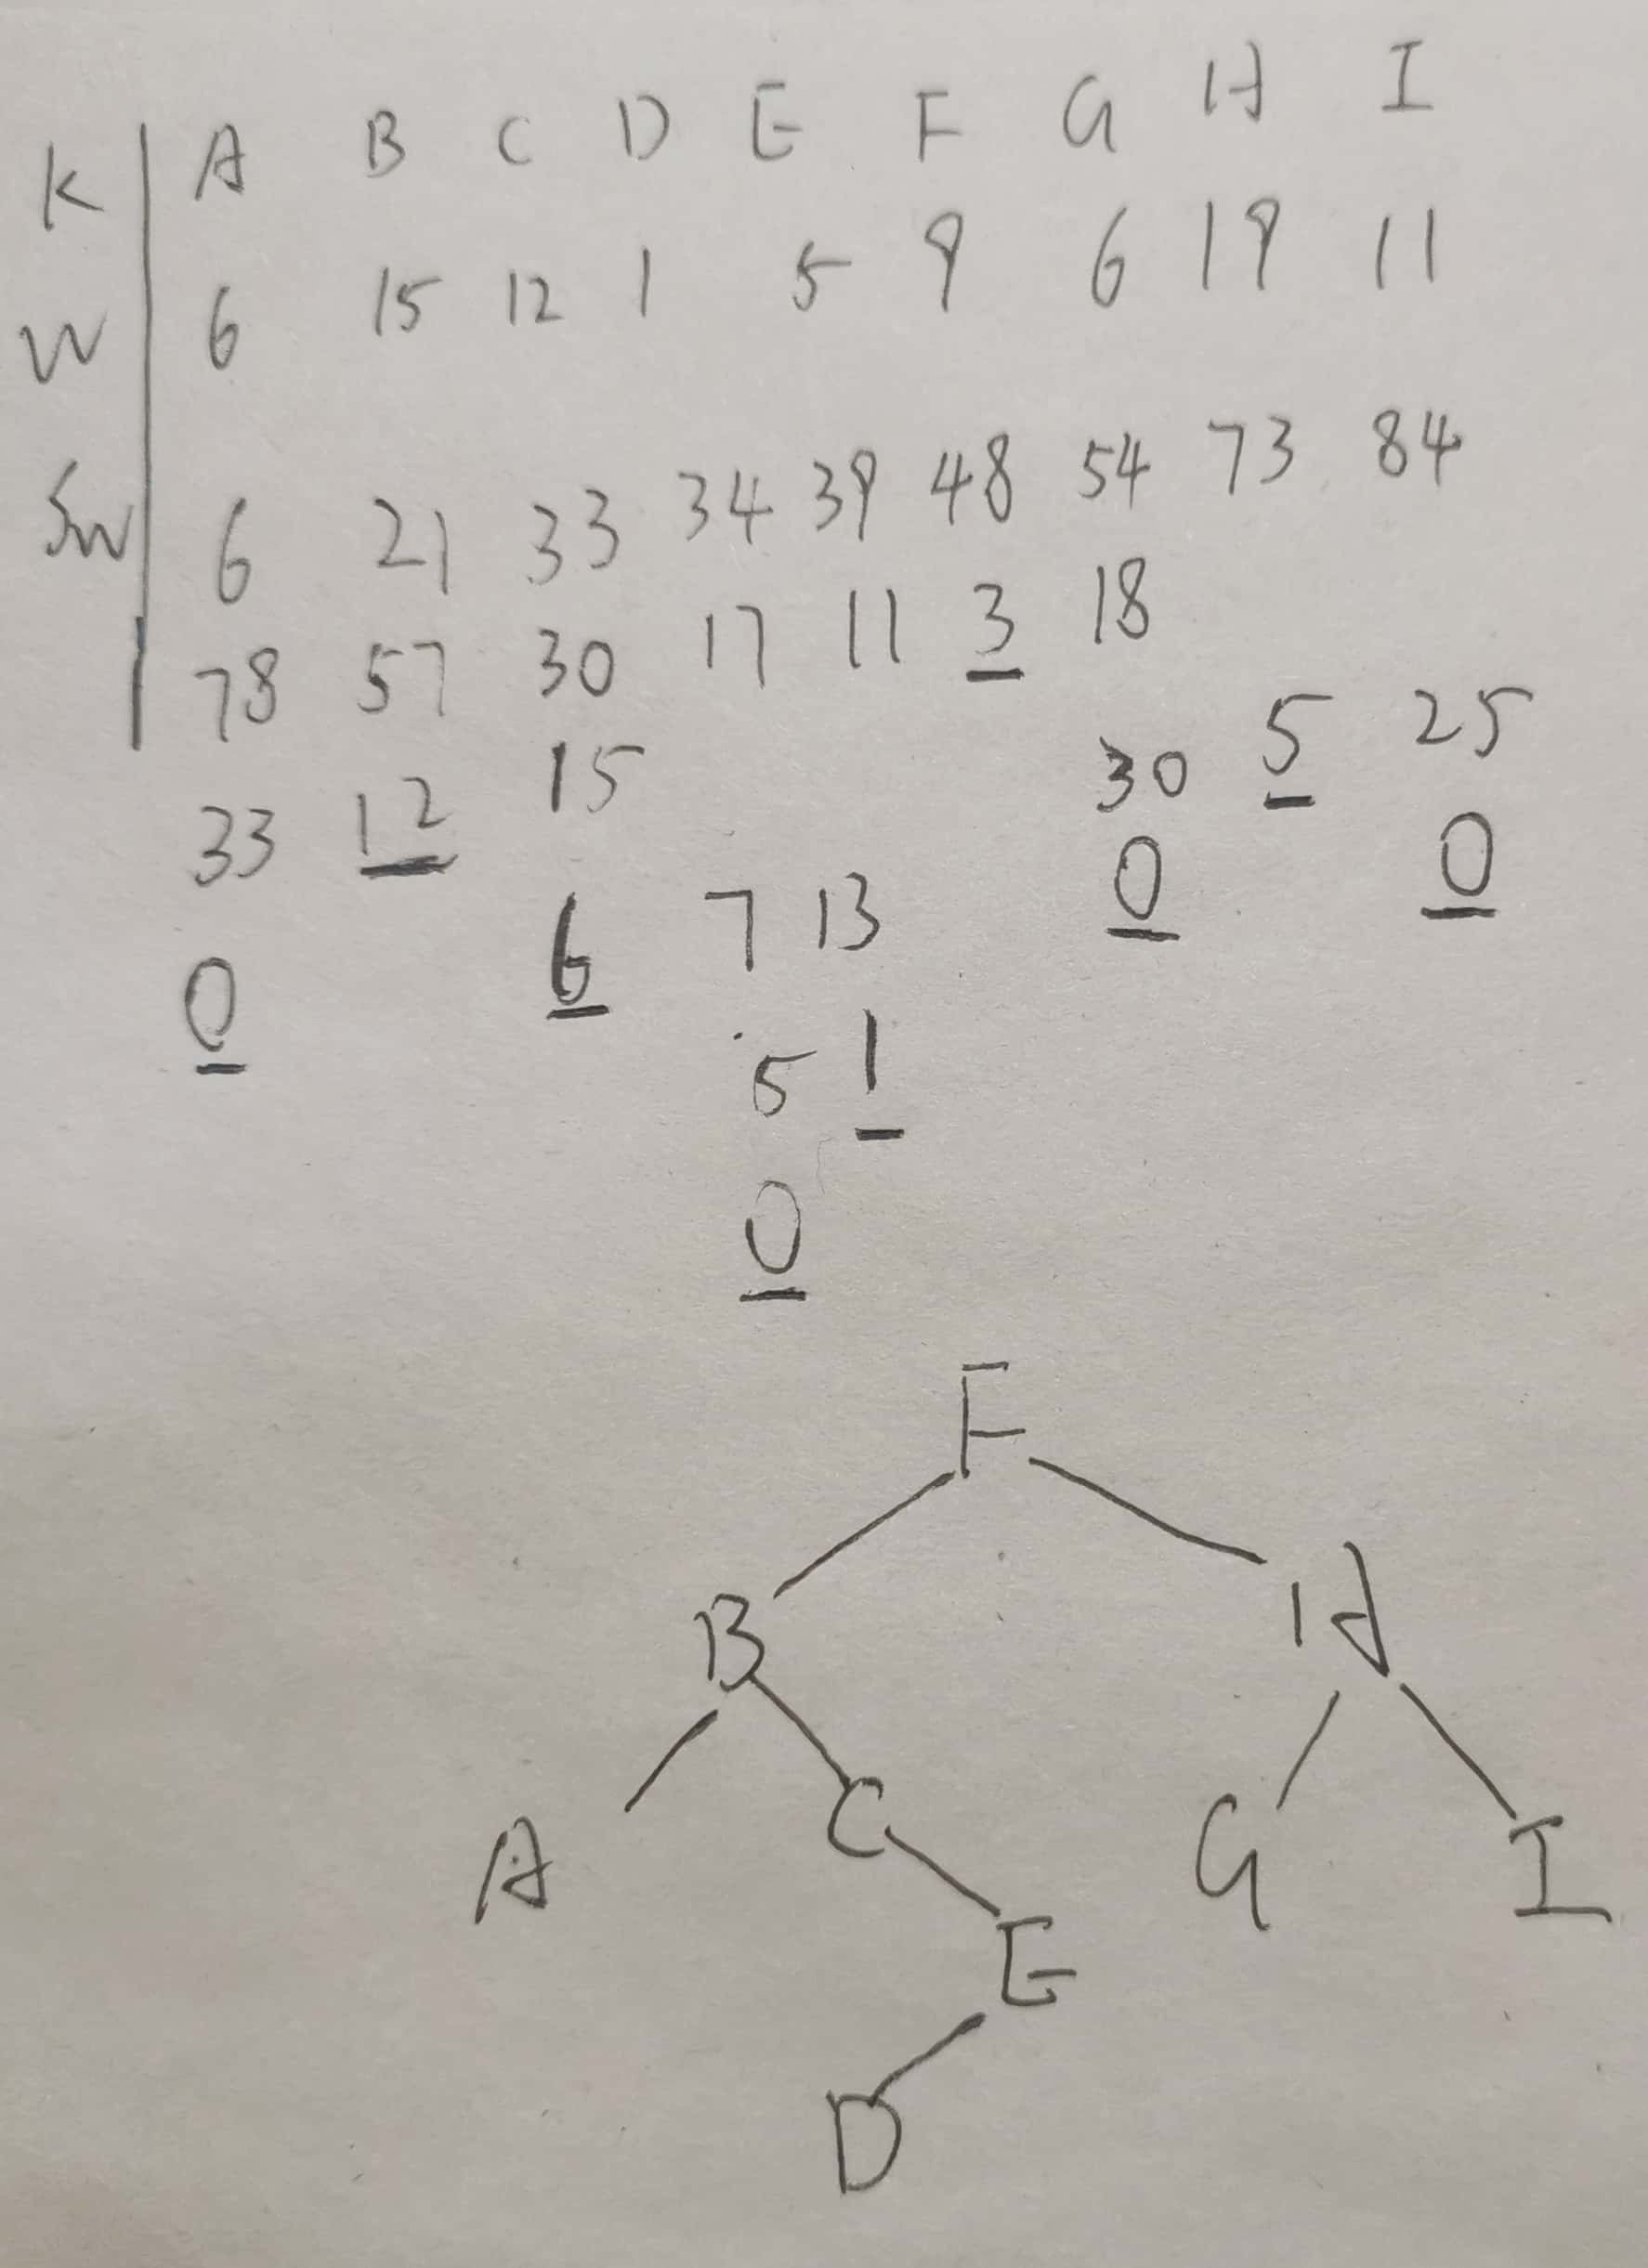 K A B C D E F G H I
W 6 15 12 1 5 9 6 19 11
SW 6 21 33 34 39 48 54 73 84
78 57 30 17 11 3 18
33 12 15 30 5 25
0 6 7 13 0 0
5 1
0
F
B H
A C G I
E
D